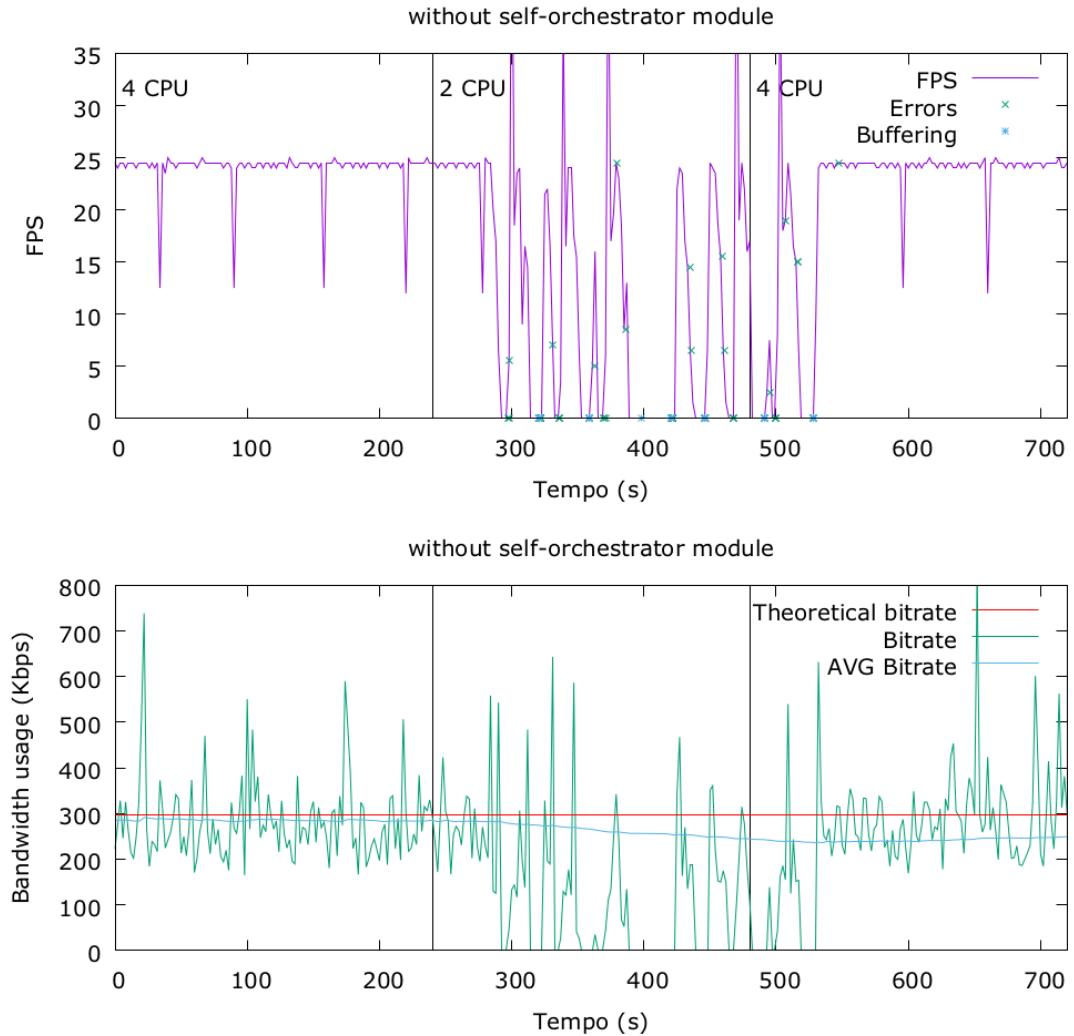 without self-orchestrator module
35
30
25
20
15
10
5
0
FPS
4 CPU
2 CPU
4 CPU
FPS
Errors
Buffering
0 100 200 300 400 500 600 700
Tempo (s)
without self-orchestrator module
800
700
600
500
400
300
200
100
0
Bandwidth usage (Kbps)
Theoretical bitrate
Bitrate
AVG Bitrate
0 100 200 300 400 500 600 700
Tempo (s)